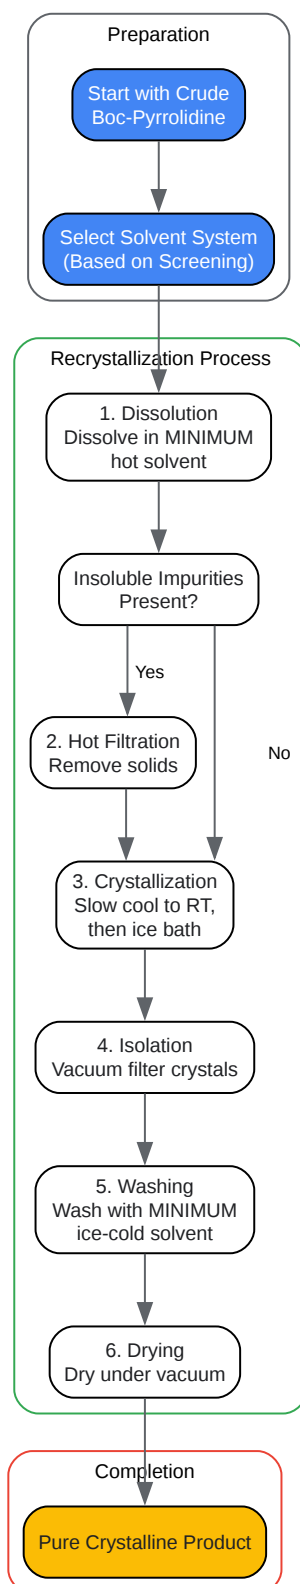 Preparation
Start with Crude
Boc-Pyrrolidine
Select Solvent System
(Based on Screening)
Recrystallization Process
1. Dissolution
Dissolve in MINIMUM
hot solvent
Insoluble Impurities
Present?
Yes
2. Hot Filtration
Remove solids
No
3. Crystallization
Slow cool to RT,
then ice bath
4. Isolation
Vacuum filter crystals
5. Washing
Wash with MINIMUM
ice-cold solvent
6. Drying
Dry under vacuum
Completion
Pure Crystalline Product